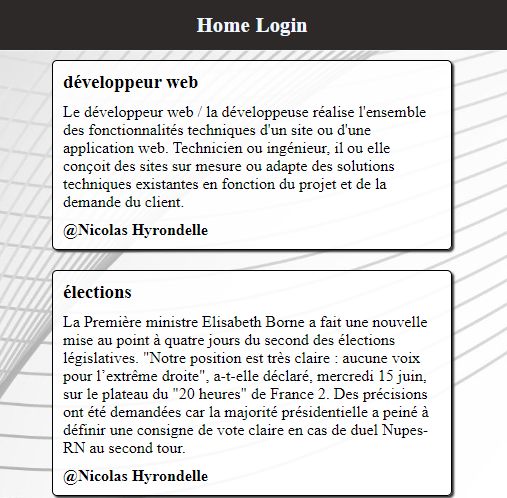 Home Login
développeur web
Le développeur web / la développeuse réalise l'ensemble
des fonctionnalités techniques d'un site ou d'une
application web. Technicien ou ingénieur, il ou elle
conçoit des sites sur mesure ou adapte des solutions
techniques existantes en fonction du projet et de la
demande du client.
@Nicolas Hyrondelle
élections
La Première ministre Elisabeth Borne a fait une nouvelle
mise au point à quatre jours du second des élections
législatives. "Notre position est très claire : aucune voix
pour l’extrême droite", a-t-elle déclaré, mercredi 15 juin,
sur le plateau du "20 heures" de France 2. Des précisions
ont été demandées car la majorité présidentielle a peiné à
définir une consigne de vote claire en cas de duel Nupes-
RN au second tour.
@Nicolas Hyrondelle